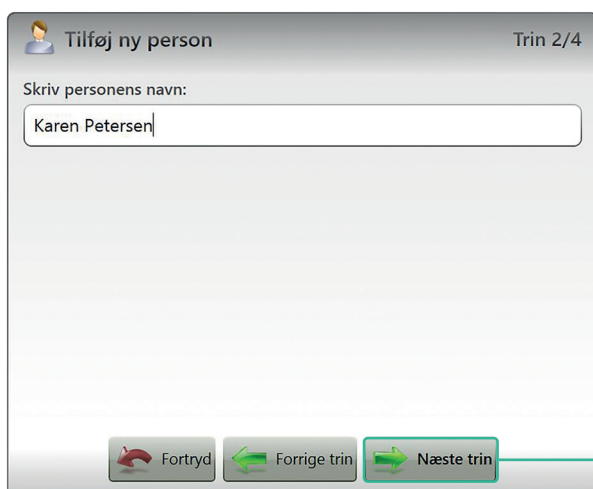 Tilføj ny person
Trin 2/4
Skriv personens navn:
Karen Petersen
Fortryd
Forrige trin
Næste trin